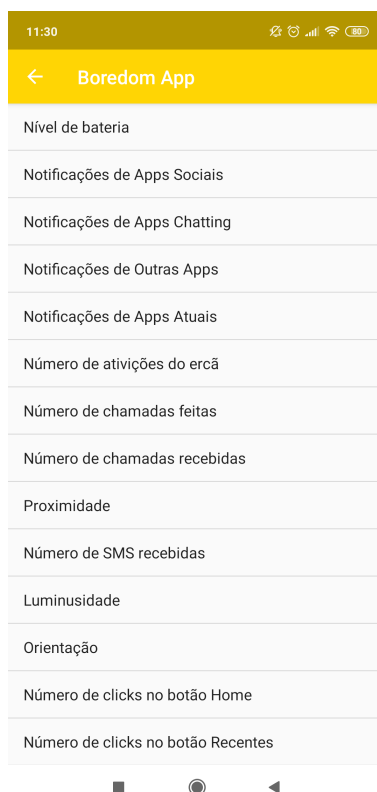 11:30
80
Boredom App
Nível de bateria
Notificações de Apps Sociais
Notificações de Apps Chatting
Notificações de Outras Apps
Notificações de Apps Atuais
Número de ativições do ercã
Número de chamadas feitas
Número de chamadas recebidas
Proximidade
Número de SMS recebidas
Luminusidade
Orientação
Número de clicks no botão Home
Número de clicks no botão Recentes